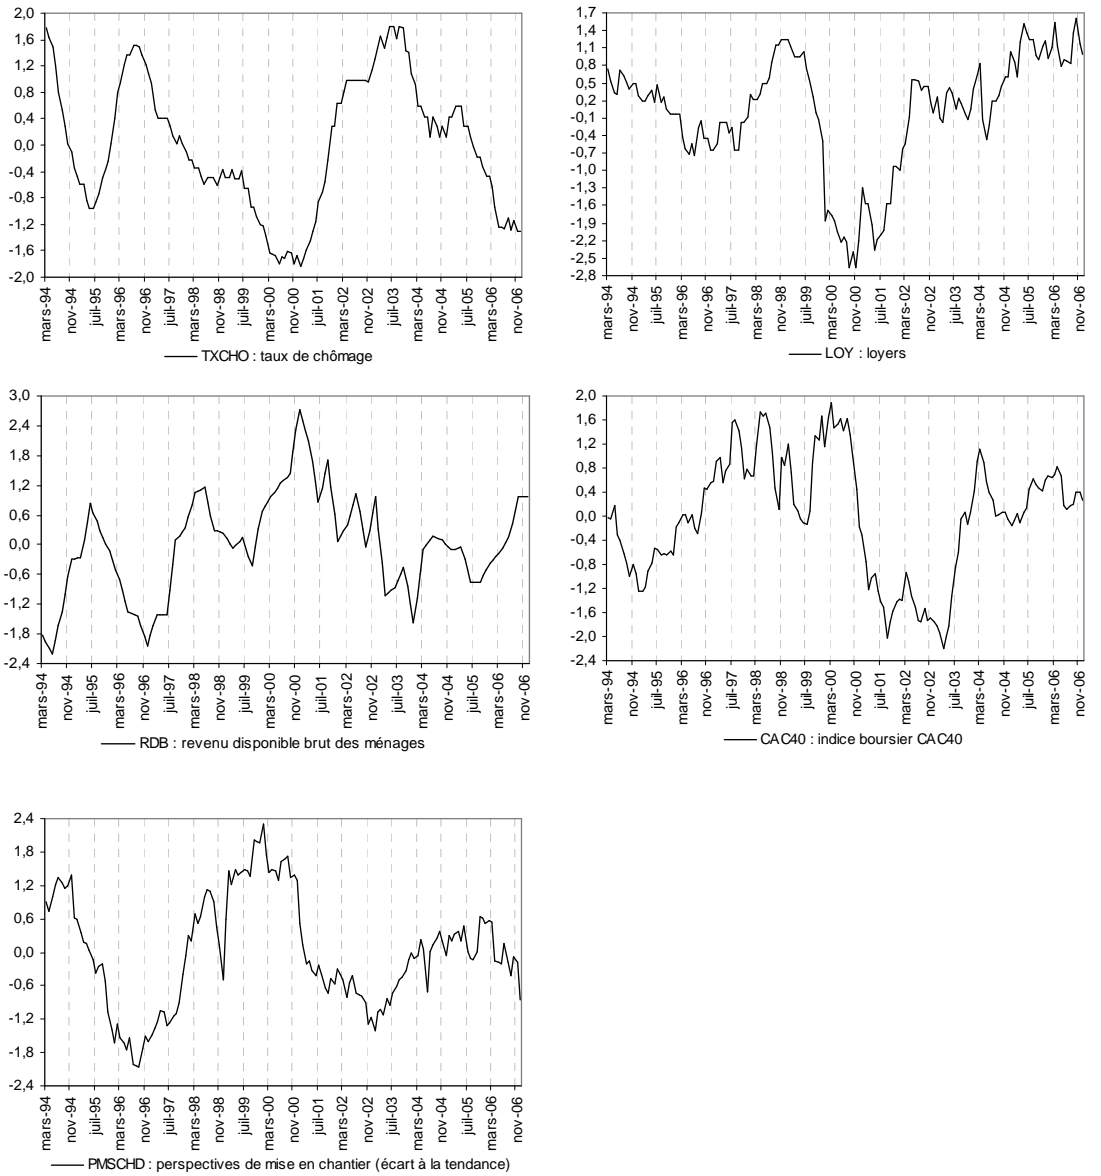 2,0
1,6
1,2
0,8
0,4
0,0
-0,4
-0,8
-1,2
-1,6
-2,0
mars-94
nov-94
juil-95
mars-96
nov-96
juil-97
mars-98
nov-98
juil-99
mars-00
nov-00
juil-01
mars-02
nov-02
juil-03
mars-04
nov-04
juil-05
mars-06
nov-06
TXCHO : taux de chômage
1,7
1,4
1,1
0,8
0,5
0,2
-0,1
-0,4
-0,7
-1,0
-1,3
-1,6
-1,9
-2,2
-2,5
-2,8
mars-94
nov-94
juil-95
mars-96
nov-96
juil-97
mars-98
nov-98
juil-99
mars-00
nov-00
juil-01
mars-02
nov-02
juil-03
mars-04
nov-04
juil-05
mars-06
nov-06
LOY : loyers
3,0
2,4
1,8
1,2
0,6
0,0
-0,6
-1,2
-1,8
-2,4
mars-94
nov-94
juil-95
mars-96
nov-96
juil-97
mars-98
nov-98
juil-99
mars-00
nov-00
juil-01
mars-02
nov-02
juil-03
mars-04
nov-04
juil-05
mars-06
nov-06
RDB : revenu disponible brut des ménages
2,0
1,6
1,2
0,8
0,4
0,0
-0,4
-0,8
-1,2
-1,6
-2,0
-2,4
mars-94
nov-94
juil-95
mars-96
nov-96
juil-97
mars-98
nov-98
juil-99
mars-00
nov-00
juil-01
mars-02
nov-02
juil-03
mars-04
nov-04
juil-05
mars-06
nov-06
CAC40 : indice boursier CAC40
2,4
1,8
1,2
0,6
0,0
-0,6
-1,2
-1,8
-2,4
mars-94
nov-94
juil-95
mars-96
nov-96
juil-97
mars-98
nov-98
juil-99
mars-00
nov-00
juil-01
mars-02
nov-02
juil-03
mars-04
nov-04
juil-05
mars-06
nov-06
PMSCHD : perspectives de mise en chantier (écart à la tendance)